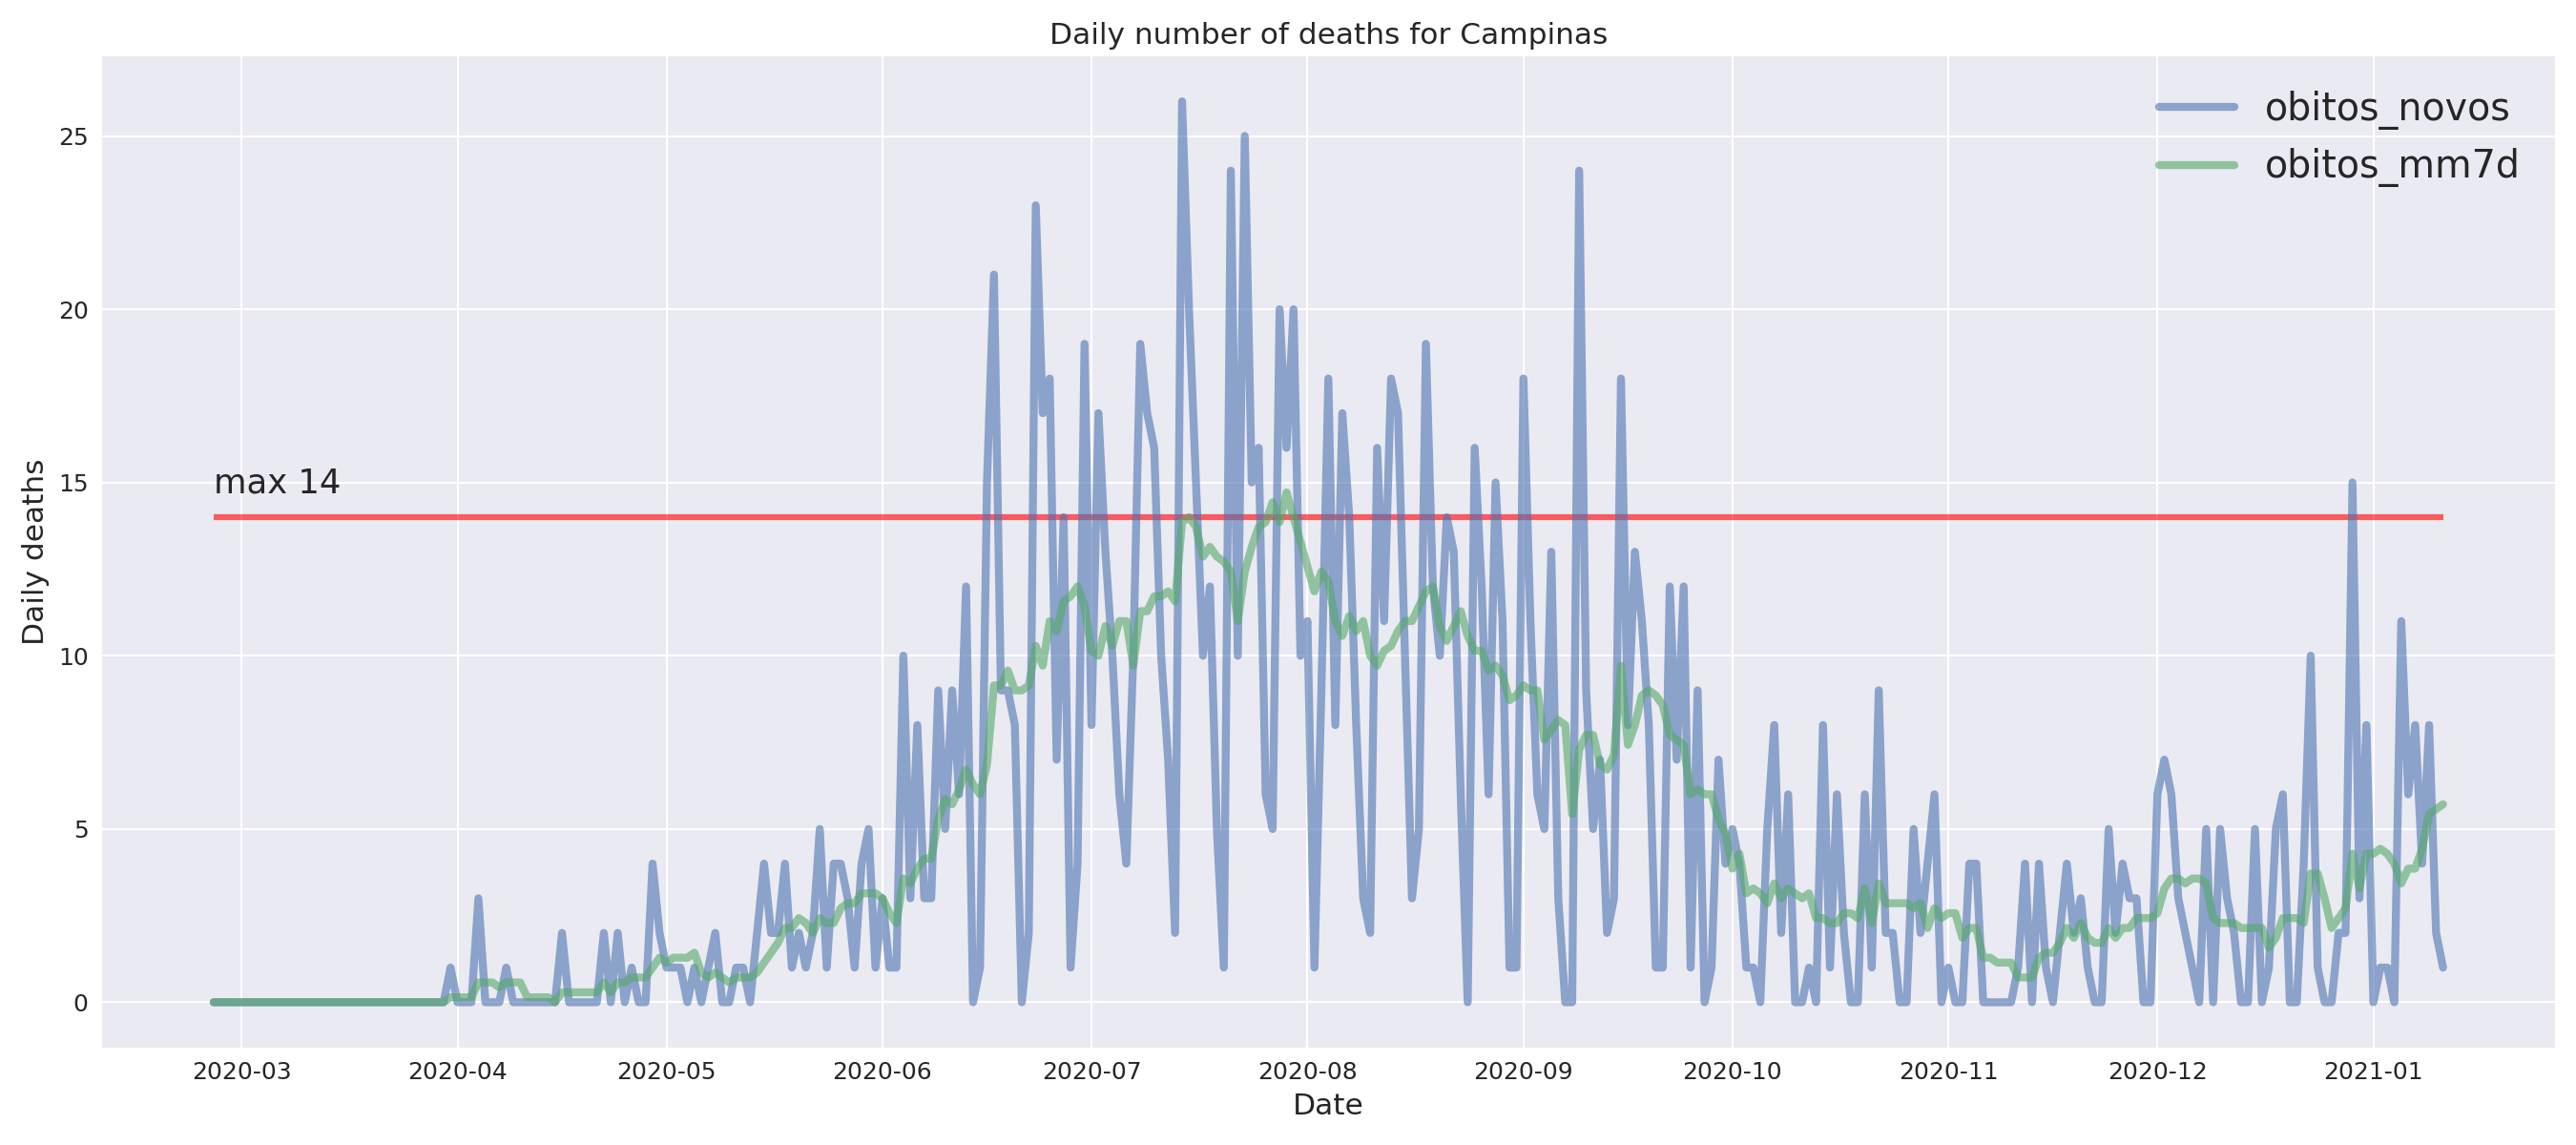 Daily number of deaths for Campinas
obitos_novos
obitos_mm7d
max 14
Daily deaths
25
20
15
10
5
0
2020-03 2020-04 2020-05 2020-06 2020-07 2020-08 2020-09 2020-10 2020-11 2020-12 2021-01
Date